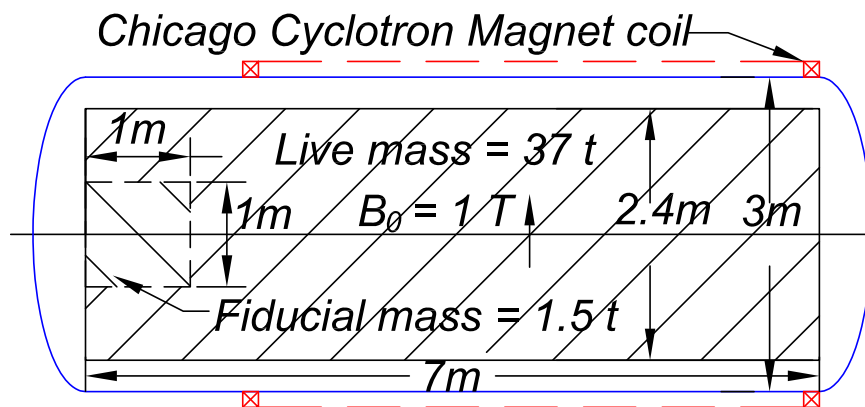 Chicago Cyclotron Magnet coil
1m
Live mass = 37 t
1m
B₀ = 1 T
2.4m
3m
Fiducial mass = 1.5 t
7m